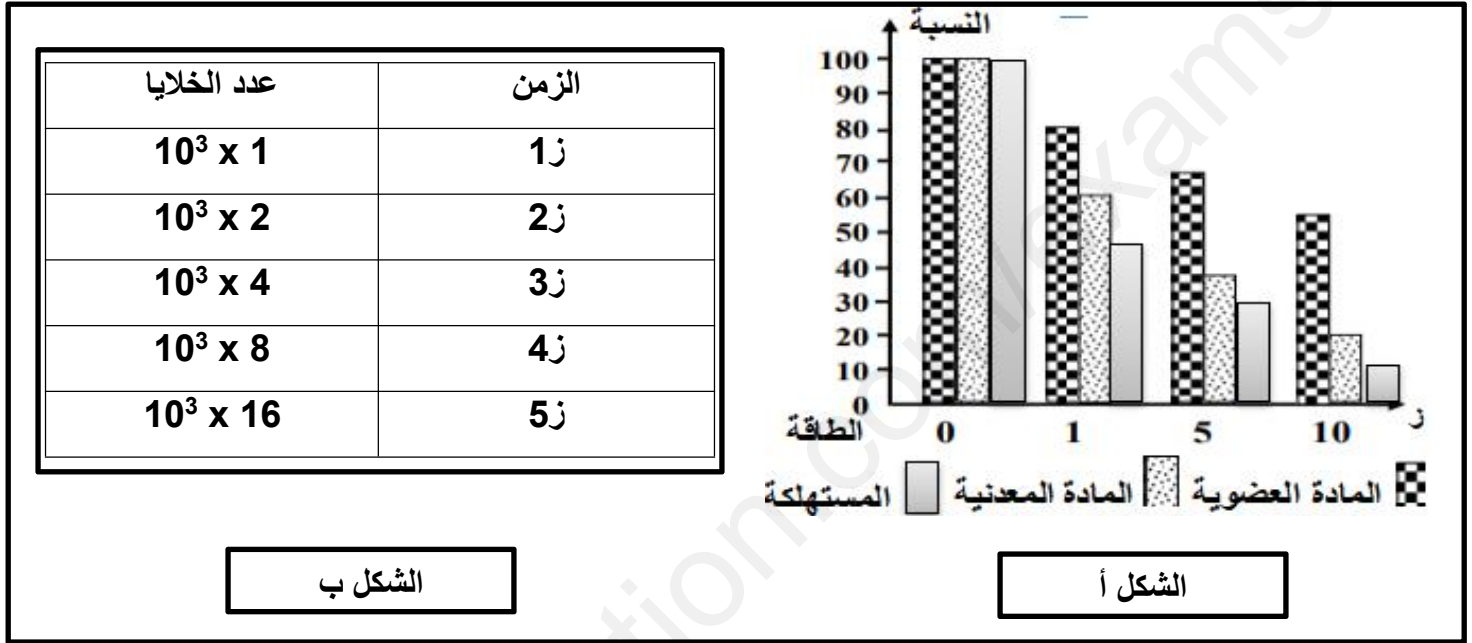 النسبة
100
90
80
70
60
50
40
30
20
10
0
ز
0 1 5 10
الطاقة
المادة العضوية المادة المعدنية المستهلكة
الشكل أ
الزمن عدد الخلايا
ز1 10³ x 1
ز2 10³ x 2
ز3 10³ x 4
ز4 10³ x 8
ز5 10³ x 16
الشكل ب